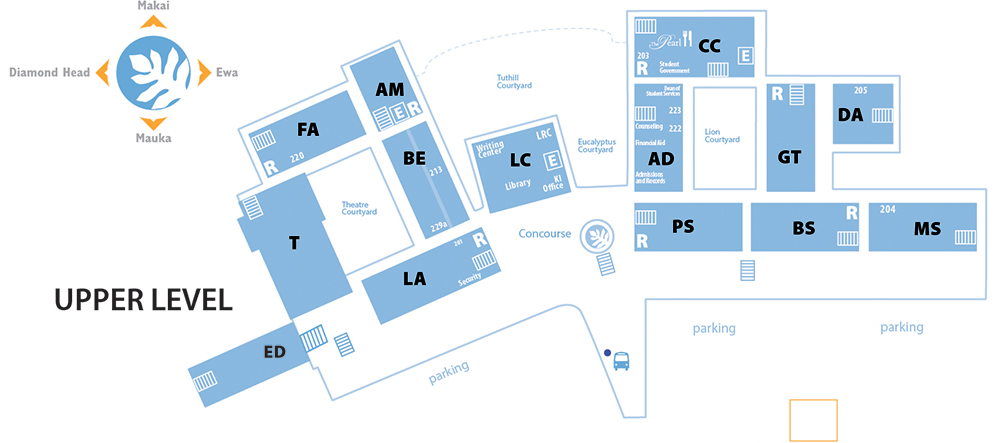 Makai
Diamond Head
Ewa
Mauka
UPPER LEVEL
AM
E
R
FA
R
220
BE
213
229a
Theatre
Courtyard
T
LA
201
R
Security
ED
Tuthill
Courtyard
Writing
Center
LRC
LC
E
Library
KI
Office
Eucalyptus
Courtyard
Concourse
The Pearl
CC
203
R
Student
Government
E
Dean of
Student Services
223
Counseling
222
Financial Aid
AD
Admissions
and Records
Lion
Courtyard
R
GT
205
DA
PS
R
R
BS
204
MS
parking
parking
parking